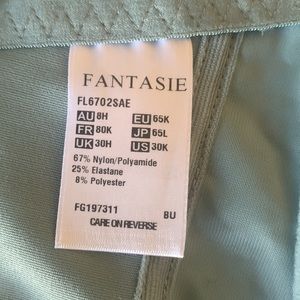 FANTASIE
FL6702SAE
AU 8H EU 65K
FR 80K JP 65L
UK 30H US 30K
67% Nylon/Polyamide
25% Elastane
8% Polyester
FG197311 BU
CARE ON REVERSE